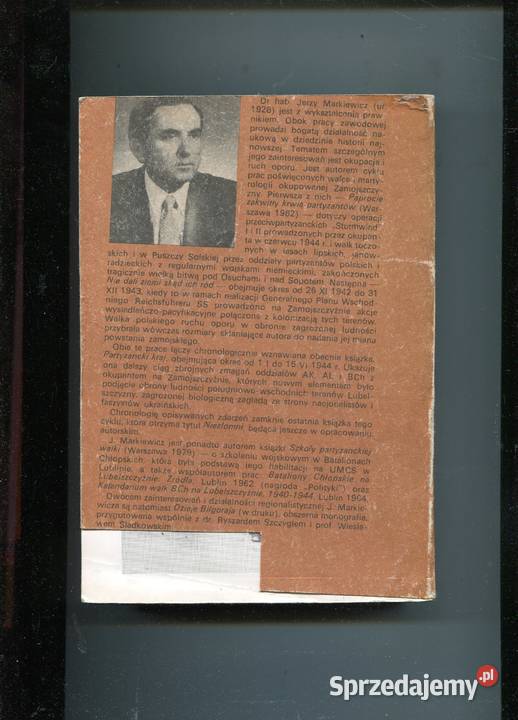 Dr hab. Jerzy Markiewicz (ur.
1928) jest z wykształcenia praw-
nikiem. Obok pracy zawodowej
prowadzi bogatą działalność na-
ukową w dziedzinie historii naj-
nowszej. Tematem szczególnym
jego zainteresowań jest okupacja i
ruch oporu. Jest autorem cyklu
prac poświęconych walce i marty-
rologii okupowanej Zamojszczy-
zny. Pierwsza z nich — Paprocie
zakwitły krwią partyzantów (War-
szawa 1982) — dotyczy operacji
przeciwpartyzanckich „Sturmwind"
I i II prowadzonych przez okupan-
ta w czerwcu 1944 r. i walk toczo-
nych w lasach lipskich, janow-
skich i w Puszczy Solskiej przez oddziały partyzantów polskich i
radzieckich z regularnymi wojskami niemieckimi, zakończonych
tragicznie wielką bitwą pod Osuchami i nad Sopotem. Następna —
Nie dali ziemi skąd ich ród — obejmuje okres od 26 XI 1942 do 31
XII 1943, kiedy to w ramach realizacji Generalnego Planu Wschod-
niego Reichsführera SS prowadzono na Zamojszczyźnie akcje
wysiedleńczo-pacyfikacyjne połączone z kolonizacją tych terenów.
Walka polskiego ruchu oporu w obronie zagrożonej ludności
przybrała wówczas rozmiary skłaniające autora do nadania jej miana
powstania zamojskiego.
Obie te prace łączy chronologicznie wznawiana obecnie książka,
Partyzancki kraj, obejmująca okres od 1 I do 15 VI 1944 r. Ukazuje
ona dalszy ciąg zbrojnych zmagań oddziałów AK, AL i BCh z
okupantem na Zamojszczyźnie, których nowym elementem było
podjęcie obrony ludności południowo-wschodnich terenów Lubel-
szczyzny, zagrożonej biologiczną zagładą ze strony nacjonalistów i
faszystów ukraińskich.
Chronologię opisywanych zdarzeń zamknie ostatnia książka tego
cyklu, która otrzyma tytuł Niezłomni, będąca jeszcze w opracowaniu
autorskim.
J. Markiewicz jest ponadto autorem książki Szkoły partyzanckiej
walki (Warszawa 1979) — o szkoleniu wojskowym w Batalionach
Chłopskich, która była podstawą jego habilitacji na UMCS w
Lublinie, a także współautorem prac: Bataliony Chłopskie na
Lubelszczyźnie. Źródła, Lublin 1962 (nagroda „Polityki") oraz
Kalendarium walk BCh na Lubelszczyźnie, 1940-1944, Lublin 1964.
Owocem zainteresowań i działalności regionalistycznej J. Markie-
wicza są natomiast Dzieje Biłgoraja (w druku), obszerna monografia,
przygotowana wspólnie z dr. Ryszardem Szczygłem i prof. Wiesła-
wem Śladkowskim.
Sprzedajemy.pl